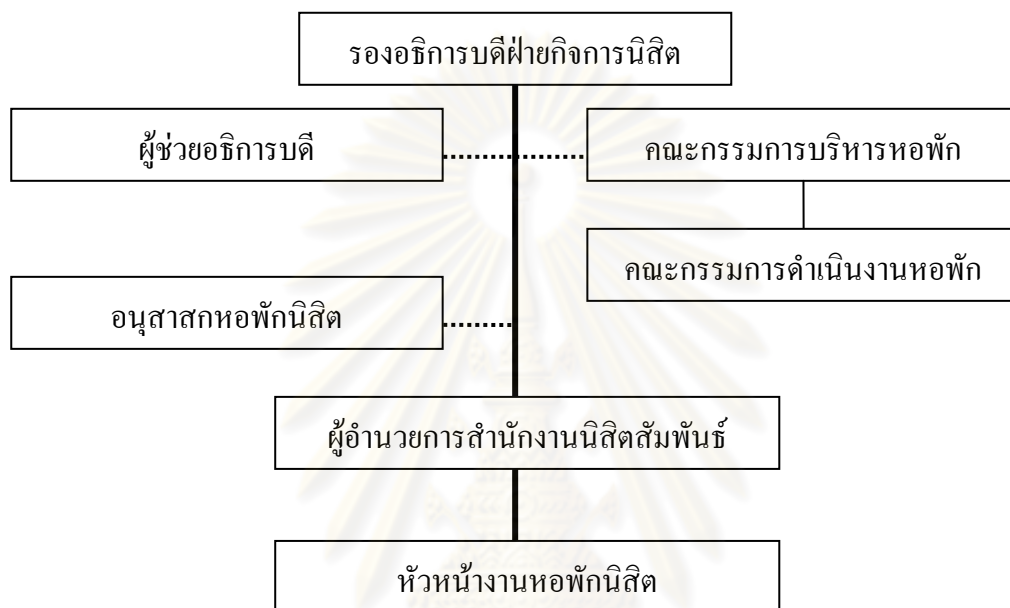 รองอธิการบดีฝ่ายกิจการนิสิต
ผู้ช่วยอธิการบดี
คณะกรรมการบริหารหอพัก
คณะกรรมการดำเนินงานหอพัก
อนุสาสกหอพักนิสิต
ผู้อำนวยการสำนักงานนิสิตสัมพันธ์
หัวหน้างานหอพักนิสิต